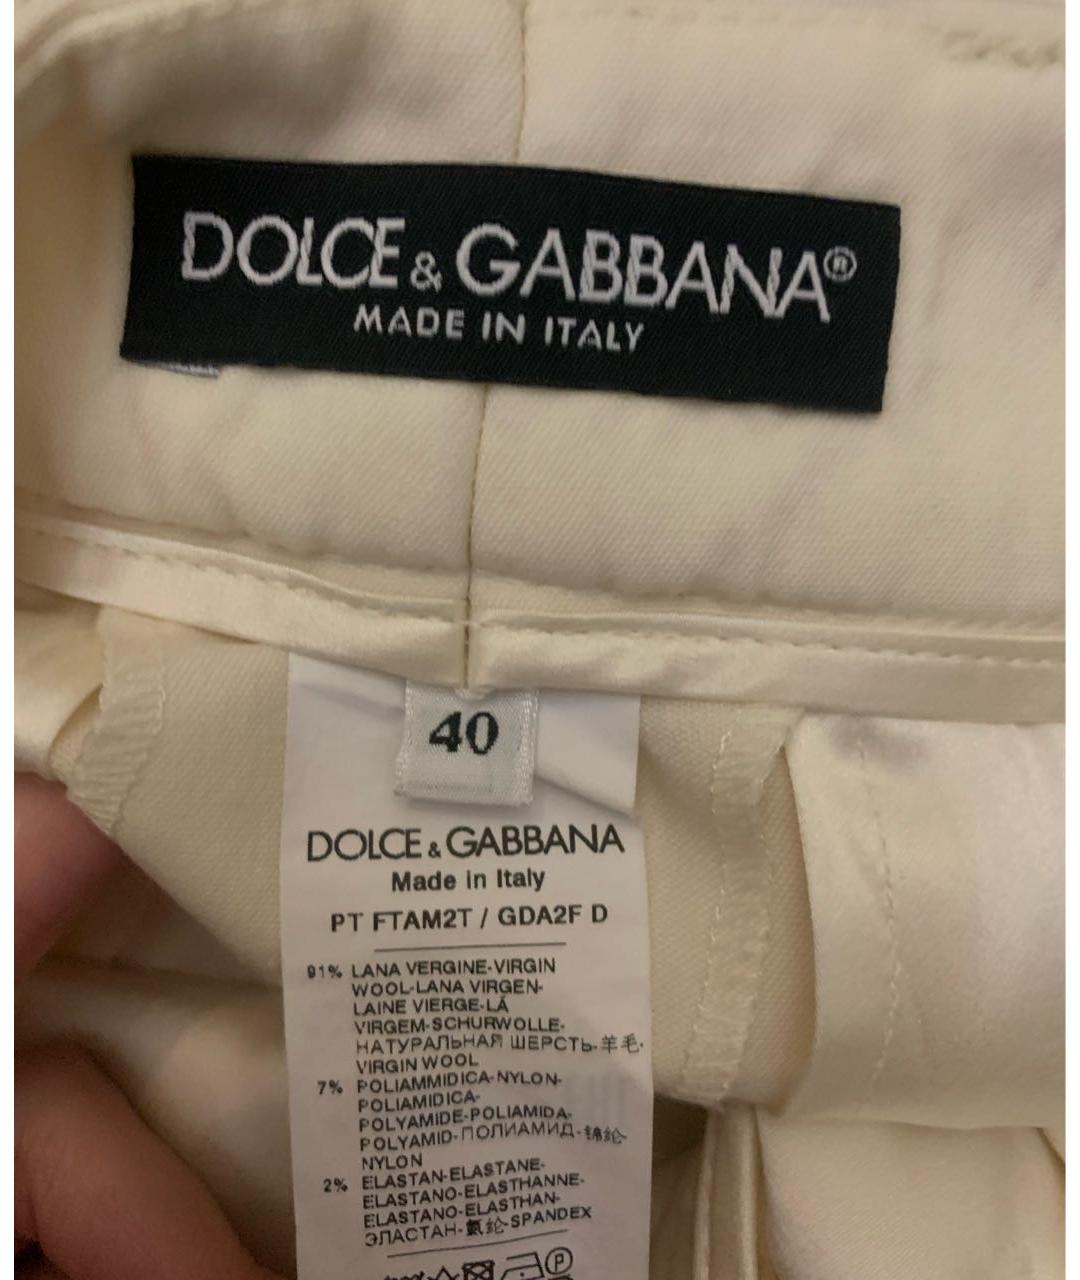 DOLCE & GABBANA®
MADE IN ITALY
40
DOLCE & GABBANA
Made in Italy
PT FTAM2T / GDA2F D
91% LANA VERGINE-VIRGIN
WOOL-LANA VIRGEN-
LAINE VIERGE-LÃ
VIRGEM-SCHURWOLLE-
НАТУРАЛЬНАЯ ШЕРСТЬ-羊毛-
VIRGIN WOOL
7% POLIAMMIDICA-NYLON-
POLIAMIDICA-
POLYAMIDE-POLIAMIDA-
POLYAMID-ПОЛИАМИД-锦纶
NYLON
2% ELASTAN-ELASTANE-
ELASTANO-ELASTHANNE-
ELASTANO-ELASTHAN-
ЭЛАСТАН-氨纶-SPANDEX
P